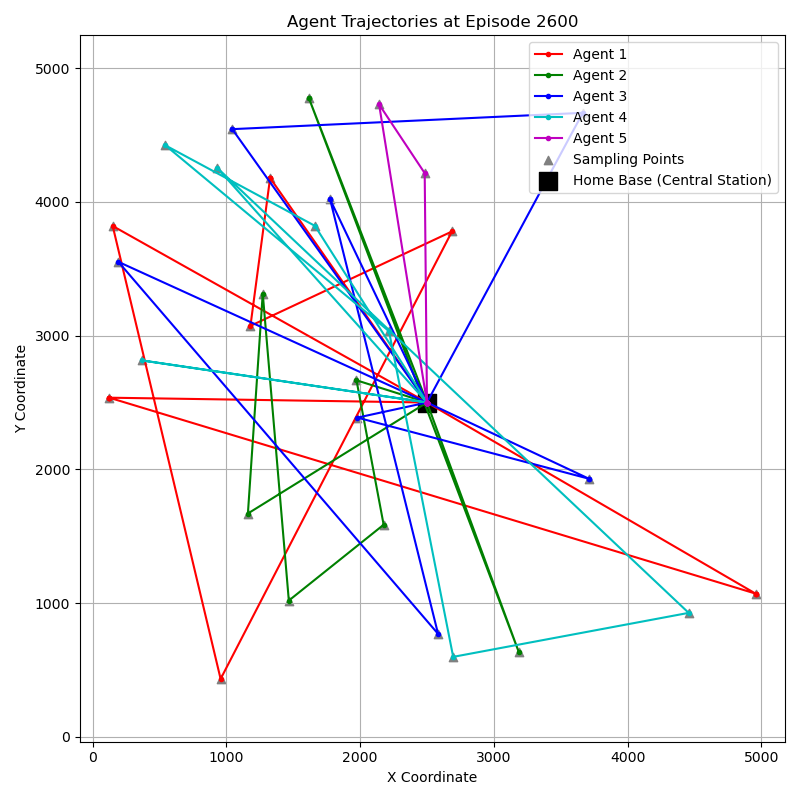 Agent Trajectories at Episode 2600
Agent 1
Agent 2
Agent 3
Agent 4
Agent 5
Sampling Points
Home Base (Central Station)
Y Coordinate
5000
4000
3000
2000
1000
0
0 1000 2000 3000 4000 5000
X Coordinate